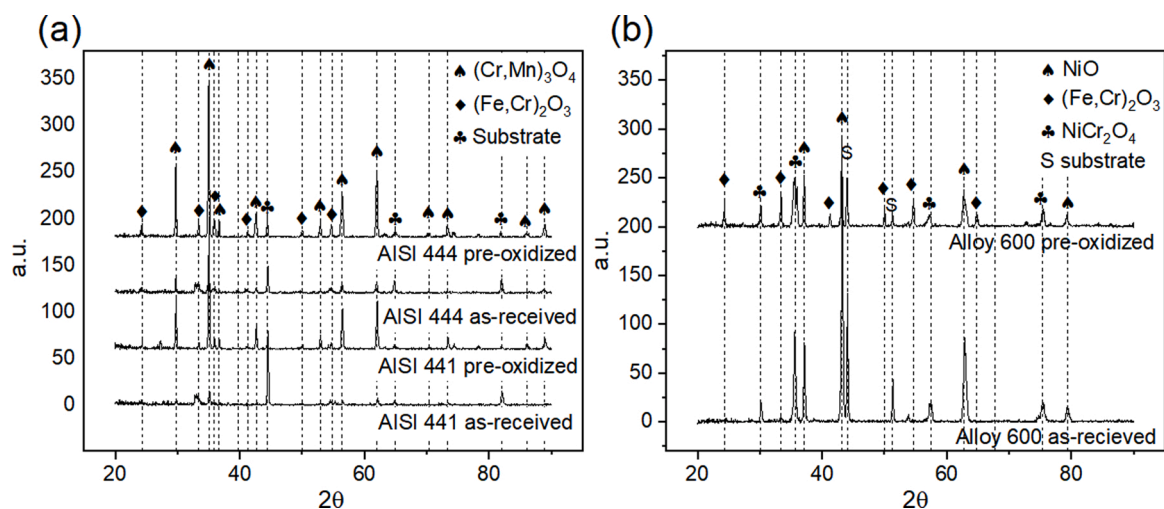 (a)
350
300
250
200
150
100
50
0
a.u.
♠ (Cr,Mn)₃O₄
♦ (Fe,Cr)₂O₃
♣ Substrate
AISI 444 pre-oxidized
AISI 444 as-received
AISI 441 pre-oxidized
AISI 441 as-received
20
40
60
80
2θ
(b)
350
300
250
200
150
100
50
0
a.u.
♠ NiO
♦ (Fe,Cr)₂O₃
♣ NiCr₂O₄
S substrate
S
S
Alloy 600 pre-oxidized
Alloy 600 as-recieved
20
40
60
80
2θ